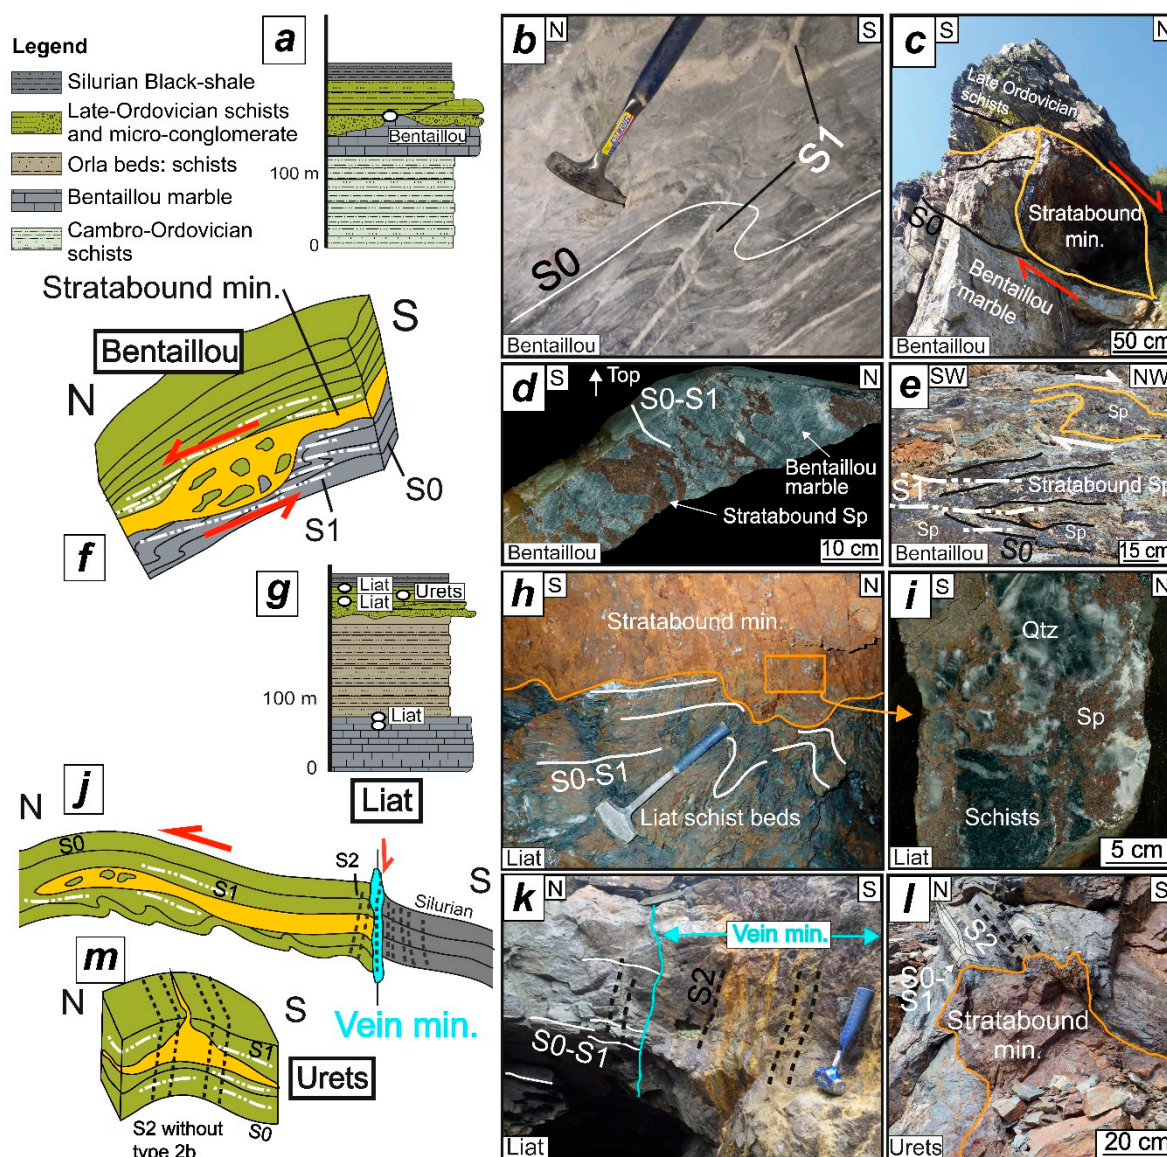 Legend
Silurian Black-shale
Late-Ordovician schists
and micro-conglomerate
Orla beds: schists
Bentaillou marble
Cambro-Ordovician
schists
a
Bentaillou
100 m
0
b
N
S
S1
S0
Bentaillou
c
S
N
Late Ordovician
schists
Stratabound
min.
S0
Bentaillou
marble
Bentaillou
50 cm
Stratabound min.
Bentaillou
S
N
S0
S1
f
d
S
Top
N
S0-S1
Bentaillou
marble
Stratabound Sp
Bentaillou
10 cm
e
SW
NW
Sp
S1
Stratabound Sp
Sp
Sp
S0
Bentaillou
15 cm
g
Liat
Liat
Urets
100 m
Liat
0
h
S
N
Stratabound min.
S0-S1
Liat schist beds
Liat
i
S
N
Qtz
Sp
Schists
Liat
5 cm
j
Liat
N
S0
S1
S2
Silurian
S
Vein min.
k
N
S
Vein min.
S2
S0-S1
Liat
l
N
S
S2
S0-
S1
Stratabound
min.
Urets
20 cm
m
N
S
S1
Urets
S0
S2 without
type 2b